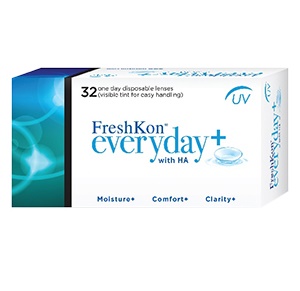 32 one day disposable lenses
(visible tint for easy handling)
UV
FreshKon®
everyday+
with HA
Moisture+ Comfort+ Clarity+